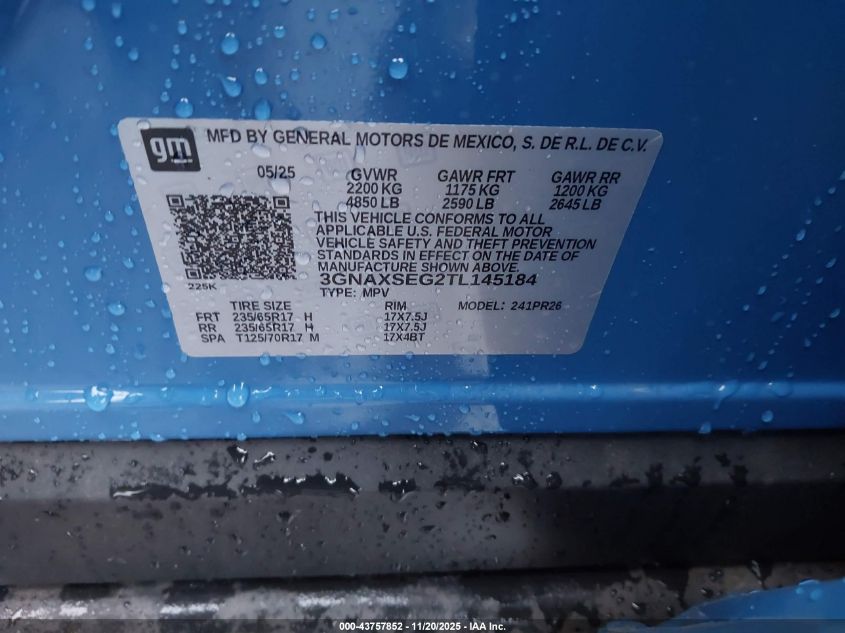 gm MFD BY GENERAL MOTORS DE MEXICO, S. DE R.L. DE C.V.
05/25 GVWR GAWR FRT GAWR RR
2200 KG 1175 KG 1200 KG
4850 LB 2590 LB 2645 LB
THIS VEHICLE CONFORMS TO ALL
APPLICABLE U.S. FEDERAL MOTOR
VEHICLE SAFETY AND THEFT PREVENTION
STANDARDS IN EFFECT ON THE DATE OF
MANUFACTURE SHOWN ABOVE.
225K 3GNAXSEG2TL145184
TYPE: MPV MODEL: 241PR26
TIRE SIZE RIM
FRT 235/65R17 H 17X7.5J
RR 235/65R17 H 17X7.5J
SPA T125/70R17 M 17X4BT
000-43757852 - 11/20/2025 - IAA Inc.